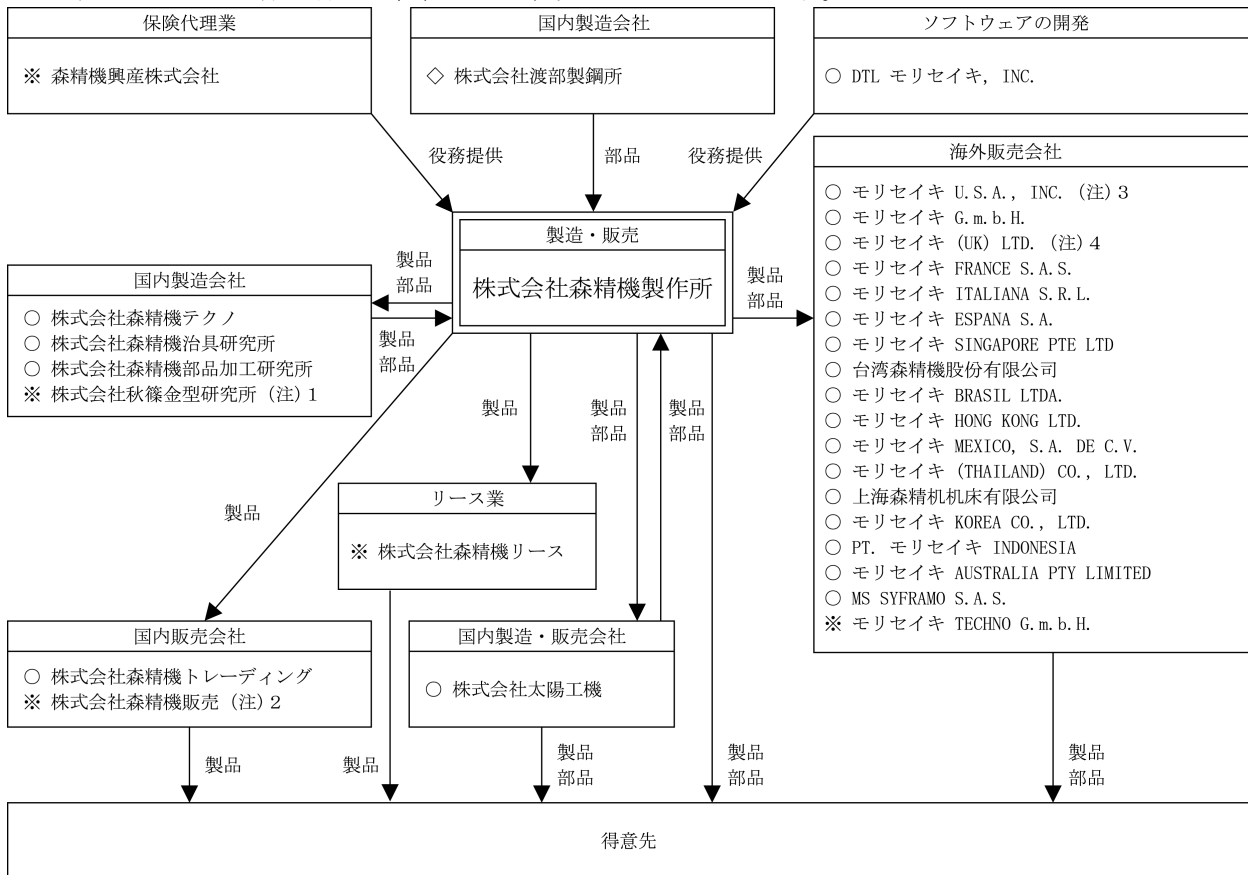 保険代理業
※ 森精機興産株式会社
国内製造会社
◇ 株式会社渡部製鋼所
ソフトウェアの開発
○ DTL モリセイキ, INC.
役務提供
部品
役務提供
製造・販売
株式会社森精機製作所
国内製造会社
○ 株式会社森精機テクノ
○ 株式会社森精機治具研究所
○ 株式会社森精機部品加工研究所
※ 株式会社秋篠金型研究所 (注) 1
製品
部品
製品
部品
製品
部品
海外販売会社
○ モリセイキ U.S.A., INC. (注) 3
○ モリセイキ G.m.b.H.
○ モリセイキ (UK) LTD. (注) 4
○ モリセイキ FRANCE S.A.S.
○ モリセイキ ITALIANA S.R.L.
○ モリセイキ ESPANA S.A.
○ モリセイキ SINGAPORE PTE LTD
○ 台湾森精機股份有限公司
○ モリセイキ BRASIL LTDA.
○ モリセイキ HONG KONG LTD.
○ モリセイキ MEXICO, S.A. DE C.V.
○ モリセイキ (THAILAND) CO., LTD.
○ 上海森精机机床有限公司
○ モリセイキ KOREA CO., LTD.
○ PT. モリセイキ INDONESIA
○ モリセイキ AUSTRALIA PTY LIMITED
○ MS SYFRAMO S.A.S.
※ モリセイキ TECHNO G.m.b.H.
製品
製品
部品
製品
部品
製品
リース業
※ 株式会社森精機リース
国内販売会社
○ 株式会社森精機トレーディング
※ 株式会社森精機販売 (注) 2
国内製造・販売会社
○ 株式会社太陽工機
製品
製品
製品
部品
製品
部品
製品
部品
得意先